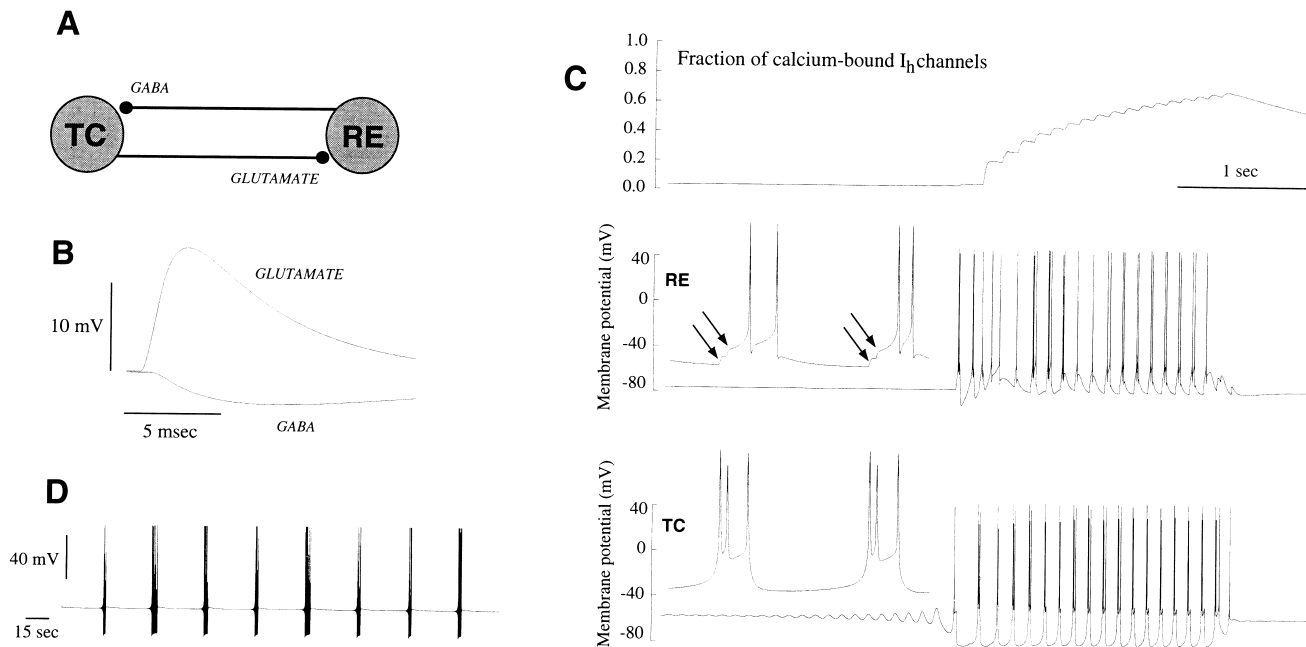 A
GABA
TC
RE
GLUTAMATE
B
GLUTAMATE
10 mV
5 msec
GABA
D
40 mV
15 sec
C
Fraction of calcium-bound Ih channels
1.0
0.8
0.6
0.4
0.2
0.0
1 sec
Membrane potential (mV)
40
0
-40
-80
RE
Membrane potential (mV)
40
0
-40
-80
TC